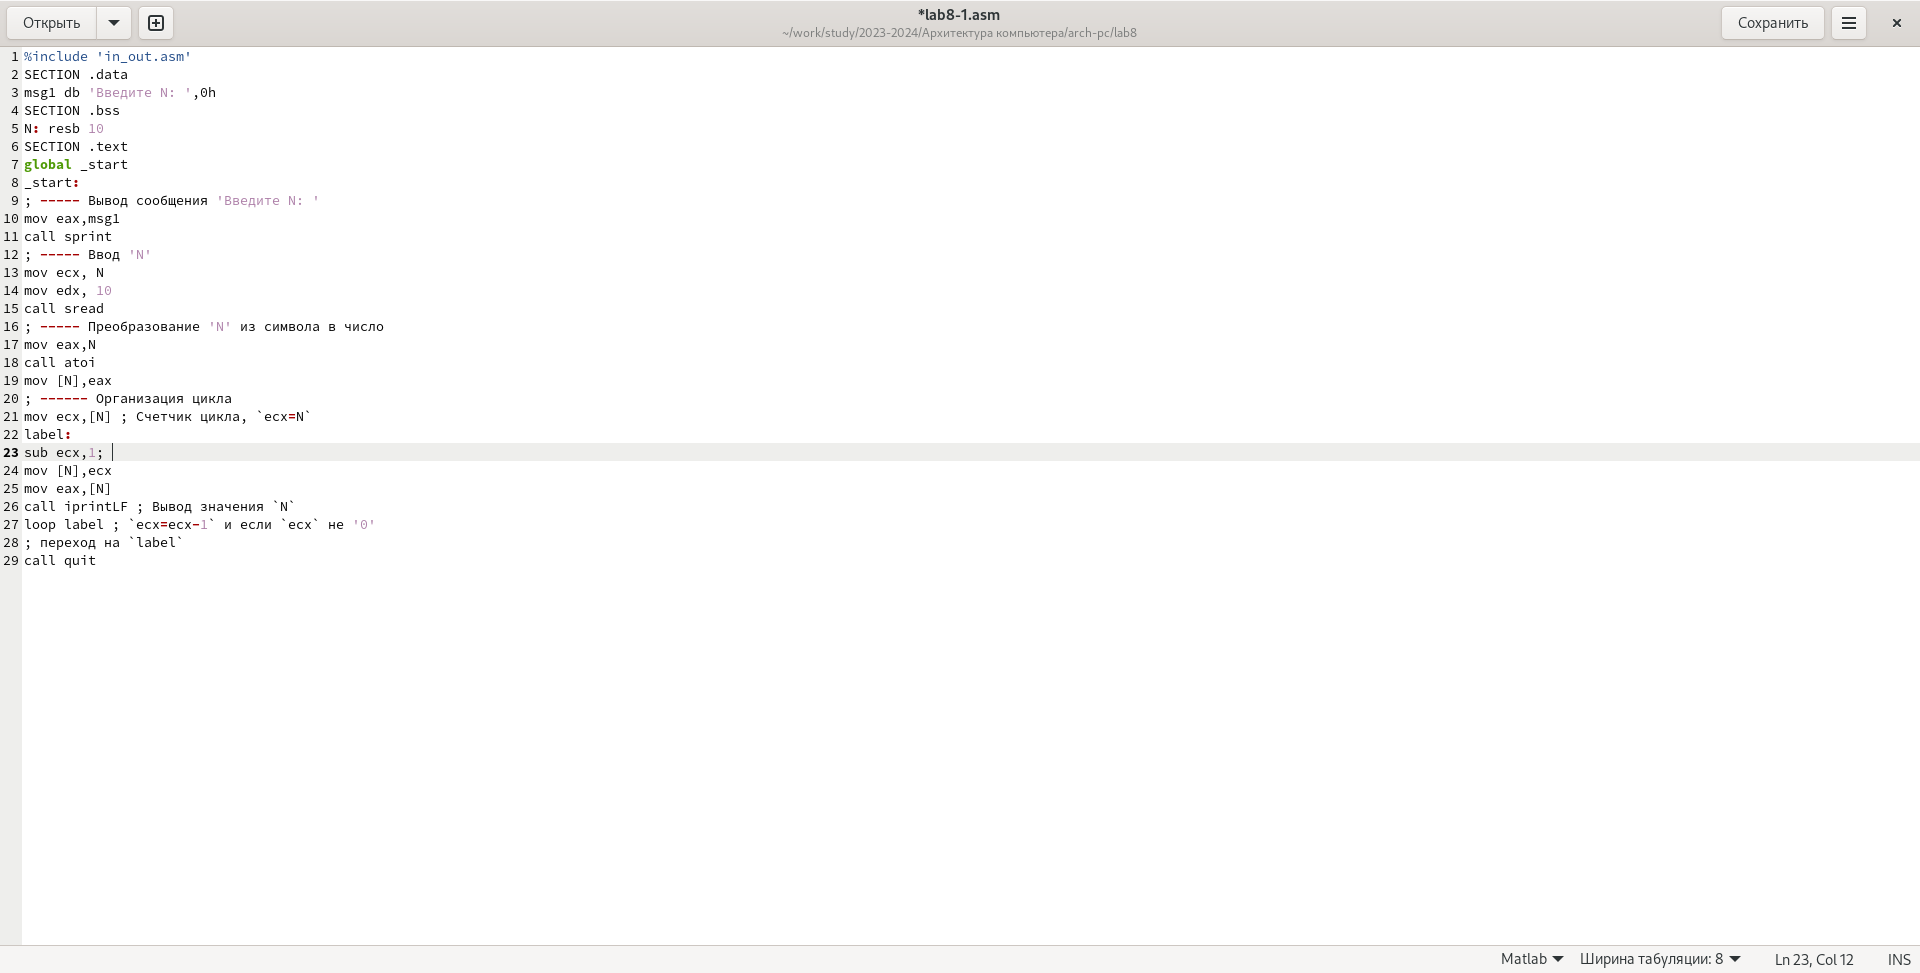 Открыть
*lab8-1.asm
~/work/study/2023-2024/Архитектура компьютера/arch-pc/lab8
Сохранить
1 %include 'in_out.asm'
2 SECTION .data
3 msg1 db 'Введите N: ',0h
4 SECTION .bss
5 N: resb 10
6 SECTION .text
7 global _start
8 _start:
9 ; ----- Вывод сообщения 'Введите N: '
10 mov eax,msg1
11 call sprint
12 ; ----- Ввод 'N'
13 mov ecx, N
14 mov edx, 10
15 call sread
16 ; ----- Преобразование 'N' из символа в число
17 mov eax,N
18 call atoi
19 mov [N],eax
20 ; ------ Организация цикла
21 mov ecx,[N] ; Счетчик цикла, `ecx=N`
22 label:
23 sub ecx,1;
24 mov [N],ecx
25 mov eax,[N]
26 call iprintLF ; Вывод значения `N`
27 loop label ; `ecx=ecx-1` и если `ecx` не '0'
28 ; переход на `label`
29 call quit
Matlab Ширина табуляции: 8 Ln 23, Col 12 INS